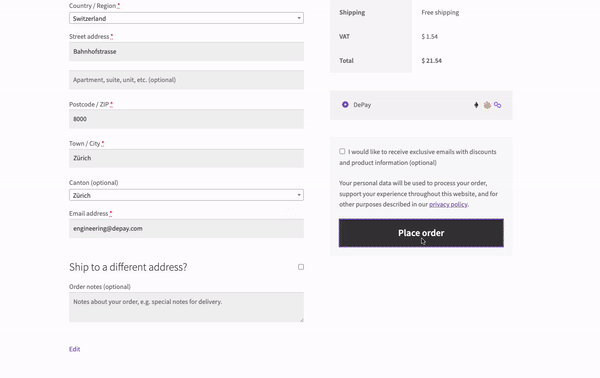 Country / Region *
Switzerland
Street address *
Bahnhofstrasse
Apartment, suite, unit, etc. (optional)
Postcode / ZIP *
8000
Town / City *
Zürich
Canton (optional)
Zürich
Email address *
engineering@depay.com
Ship to a different address?
Order notes (optional)
Notes about your order, e.g. special notes for delivery.
Edit
Shipping Free shipping
VAT $ 1.54
Total $ 21.54
DePay
I would like to receive exclusive emails with discounts
and product information (optional)
Your personal data will be used to process your order,
support your experience throughout this website, and for
other purposes described in our privacy policy.
Place order